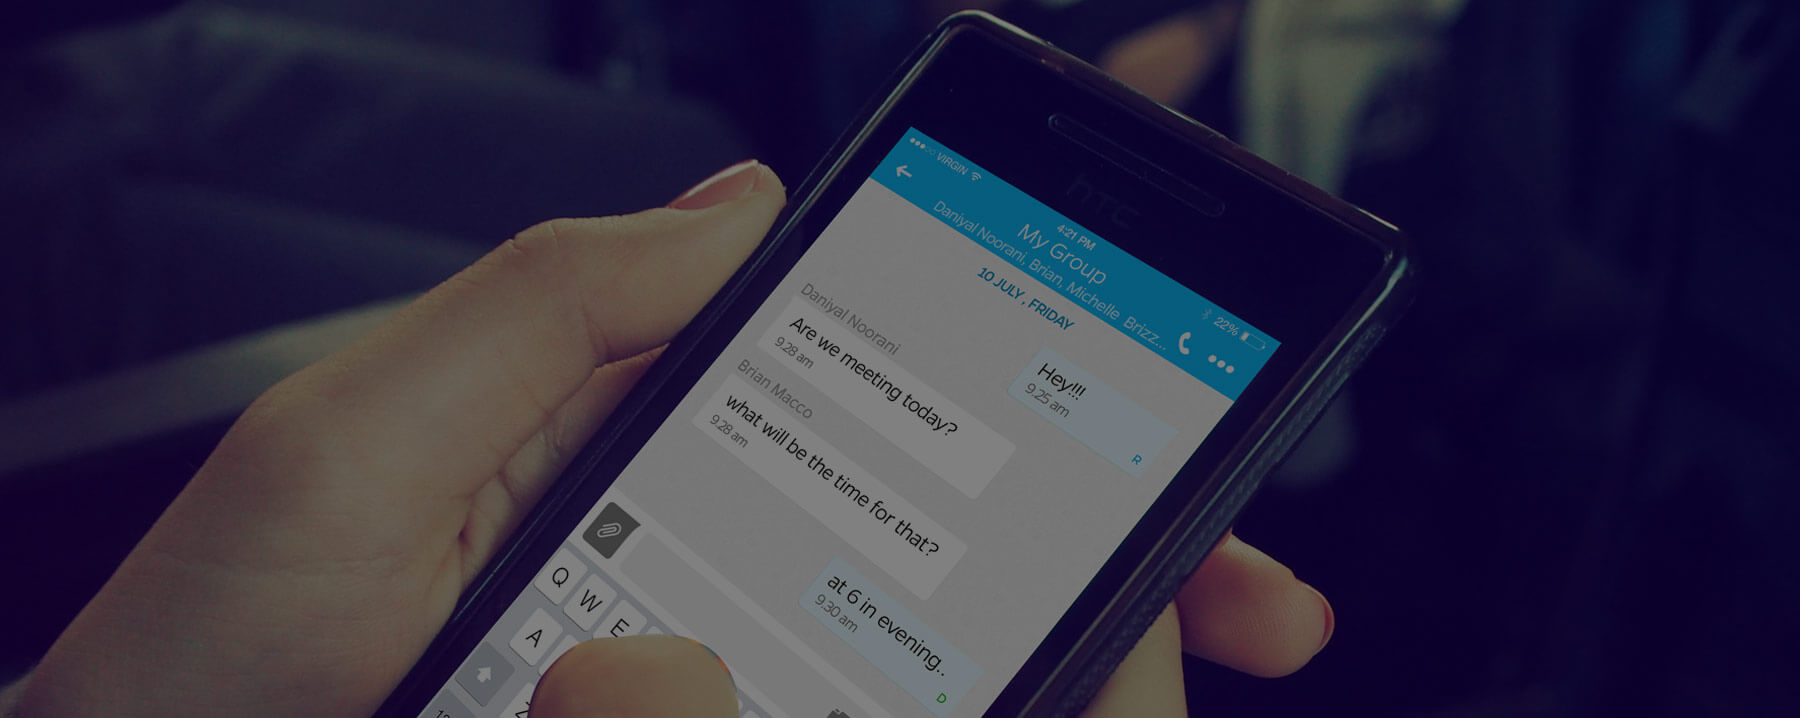 VIRGIN
4:21 PM
22%
My Group
Daniyal Noorani, Brian, Michelle Brizz...
10 JULY, FRIDAY
Hey!!!
9.25 am
R
Daniyal Noorani
Are we meeting today?
9.28 am
Brian Macco
what will be the time for that?
9.28 am
at 6 in evening..
9.30 am
D
Q W E
A
Z
hTC